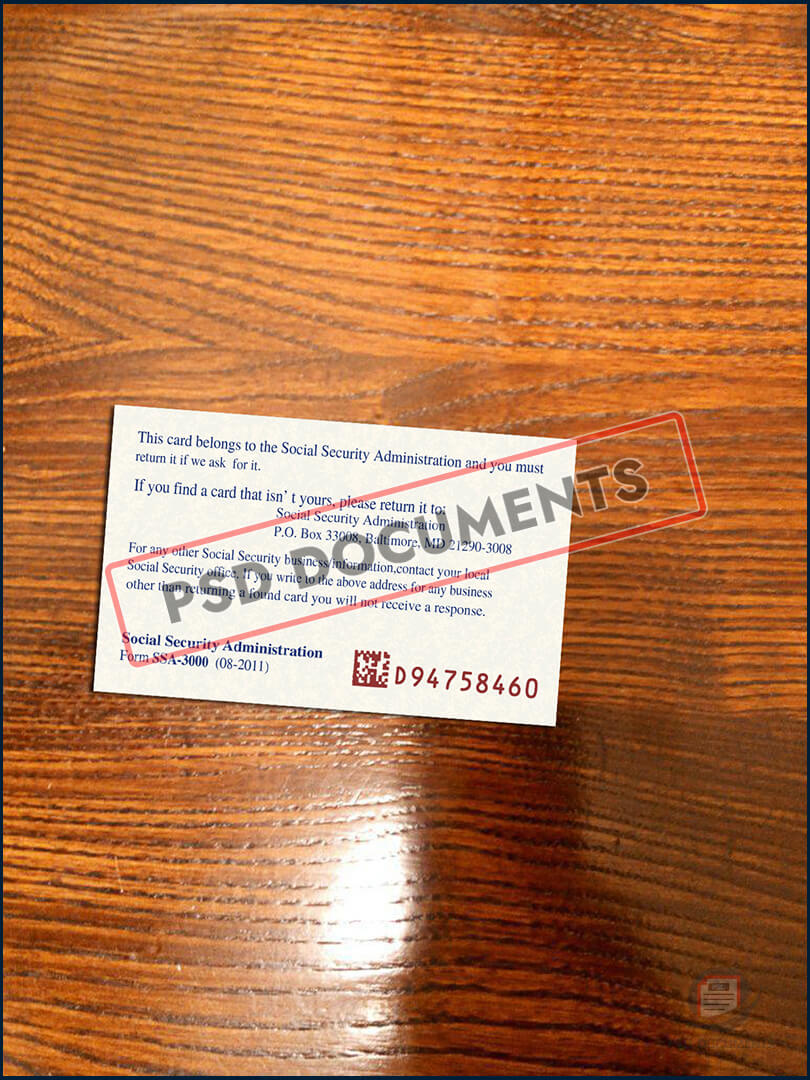 This card belongs to the Social Security Administration and you must
return it if we ask for it.
If you find a card that isn' t yours, please return it to:
Social Security Administration
P.O. Box 33008, Baltimore, MD 21290-3008
For any other Social Security business/information,contact your local
Social Security office. If you write to the above address for any business
other than returning a found card you will not receive a response.
Social Security Administration
Form SSA-3000 (08-2011)
D94758460
PSD DOCUMENTS